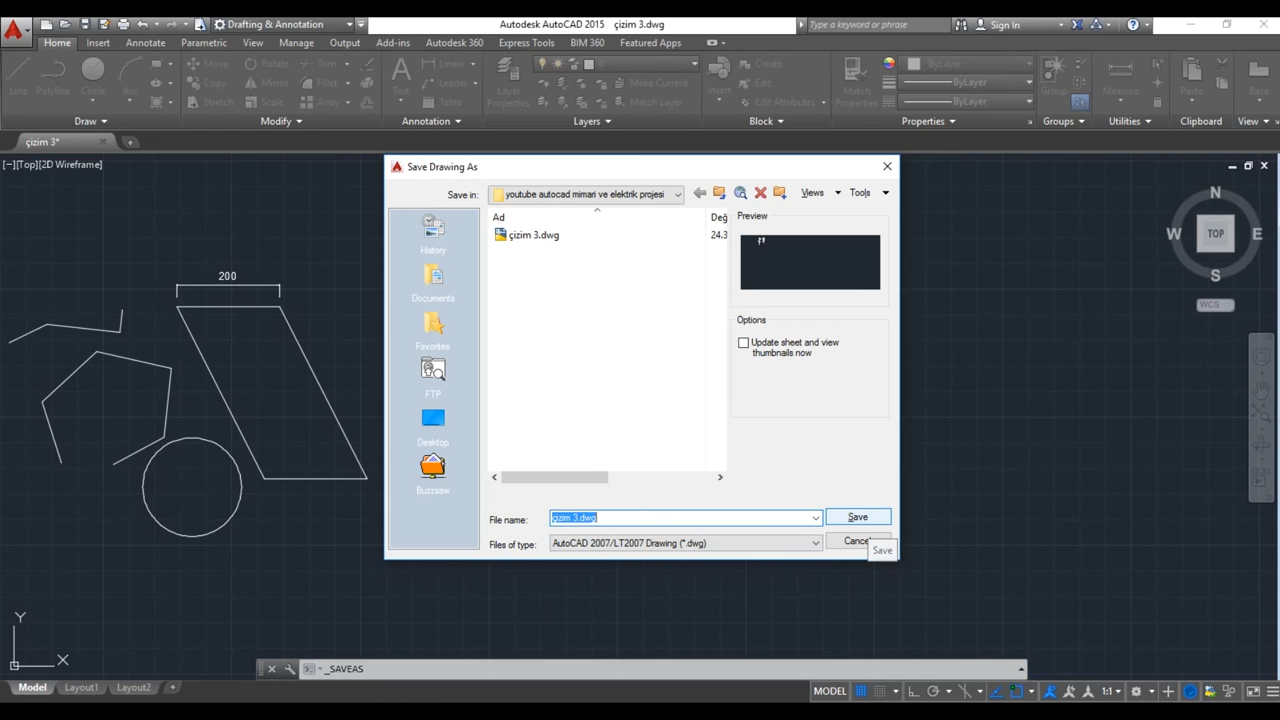 Drafting & Annotation
Autodesk AutoCAD 2015 çizim 3.dwg
Type a keyword or phrase
Sign In
Home Insert Annotate Parametric View Manage Output Add-ins Autodesk 360 Express Tools BIM 360 Featured Apps
Move Rotate Trim Linear Create ByLayer
Line Polyline Circle Arc Copy Mirror Fillet Text Leader Layer Properties Make Current Insert Edit Match Properties ByLayer Group Measure Paste Base
Stretch Scale Array Table Match Layer Edit Attributes ByLayer
Draw Modify Annotation Layers Block Properties Groups Utilities Clipboard View
çizim 3*
[−][Top][2D Wireframe]
Save Drawing As
Save in: youtube autocad mimari ve elektrik projesi Views Tools
Ad Değ Preview
çizim 3.dwg 24.3
History
Documents
Favorites
FTP
Desktop
Buzzsaw
Options
Update sheet and view
thumbnails now
File name: çizim 3.dwg Save
Files of type: AutoCAD 2007/LT2007 Drawing (*.dwg) Cancel
Save
200
N
W TOP E
S
WCS
Y
X
_SAVEAS
Model Layout1 Layout2 +
MODEL 1:1